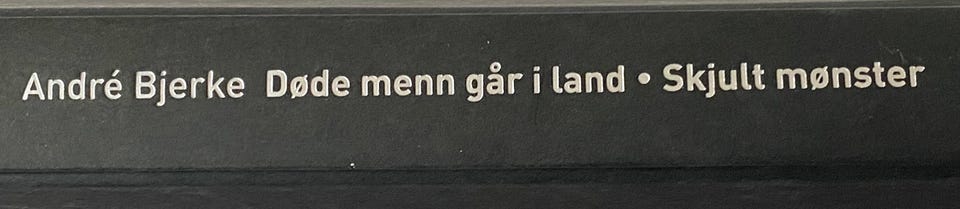 André Bjerke Døde menn går i land • Skjult mønster